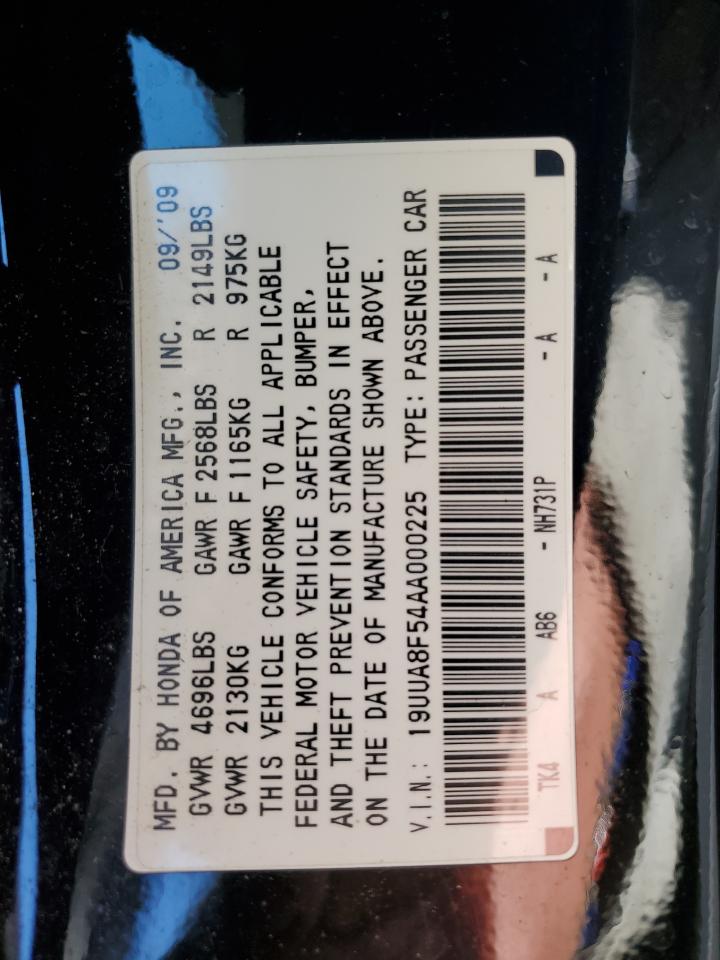 MFD. BY HONDA OF AMERICA MFG., INC. 09/'09
GVWR 4696LBS GAWR F 2568LBS R 2149LBS
GVWR 2130KG GAWR F 1165KG R 975KG
THIS VEHICLE CONFORMS TO ALL APPLICABLE
FEDERAL MOTOR VEHICLE SAFETY, BUMPER,
AND THEFT PREVENTION STANDARDS IN EFFECT
ON THE DATE OF MANUFACTURE SHOWN ABOVE.
V.I.N.: 19UUA8F54AA000225 TYPE: PASSENGER CAR
TK4 A AB6 - NH731P - A - A